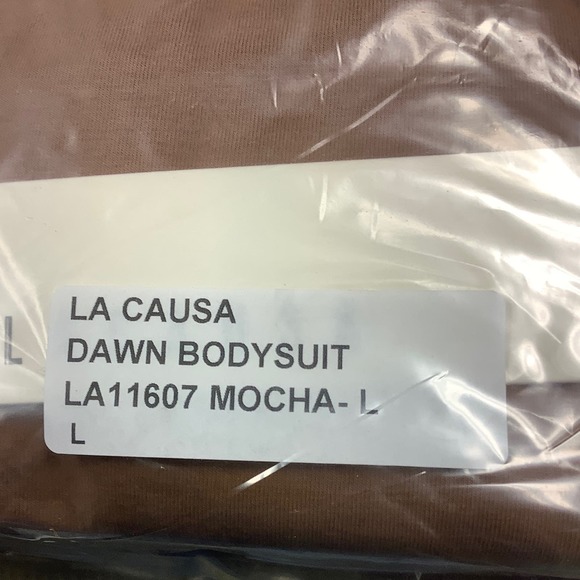 LA CAUSA
DAWN BODYSUIT
LA11607 MOCHA- L
L
L